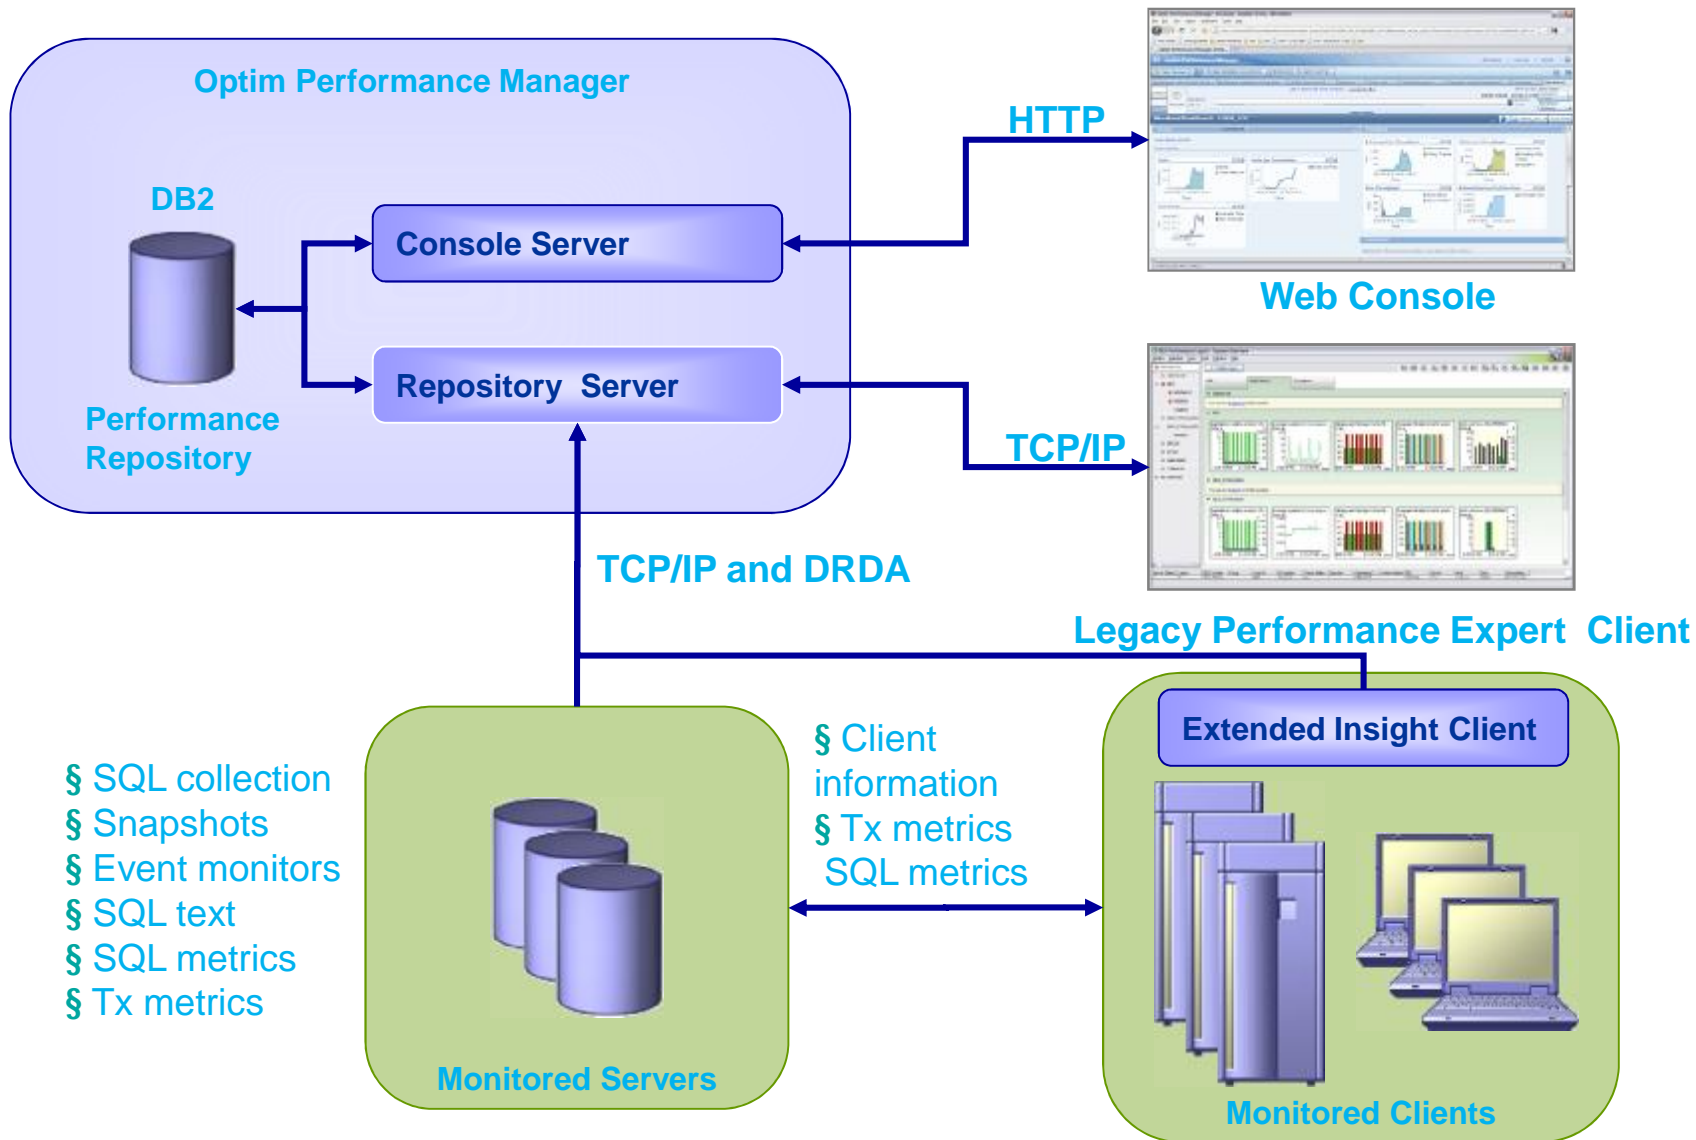 Optim Performance Manager
DB2
Console Server
Repository Server
Performance
Repository
HTTP
Web Console
TCP/IP
Legacy Performance Expert Client
TCP/IP and DRDA
§ SQL collection
§ Snapshots
§ Event monitors
§ SQL text
§ SQL metrics
§ Tx metrics
Monitored Servers
§ Client
information
§ Tx metrics
SQL metrics
Extended Insight Client
Monitored Clients